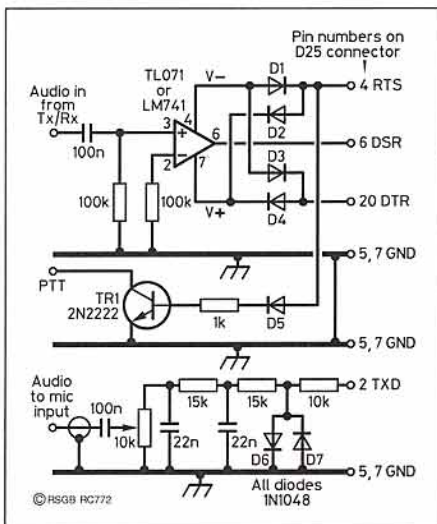 Pin numbers on
D25 connector
Audio in
from
Tx/Rx
TL071
or
LM741
V−
D1
4 RTS
100n
3
+
4
6
D2
6 DSR
2
−
7
D3
100k
100k
V+
D4
20 DTR
5, 7 GND
PTT
TR1
2N2222
1k
D5
5, 7 GND
Audio
to mic
input
100n
10k
15k
15k
10k
2 TXD
22n
22n
D6
D7
5, 7 GND
All diodes
1N1048
©RSGB RC772